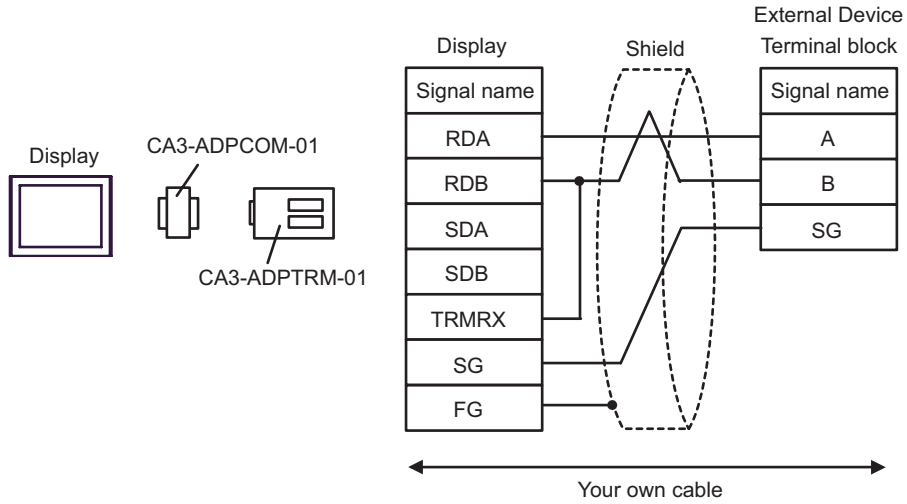 Display
CA3-ADPCOM-01
CA3-ADPTRM-01
Display
Signal name
RDA
RDB
SDA
SDB
TRMRX
SG
FG
Shield
External Device
Terminal block
Signal name
A
B
SG
Your own cable